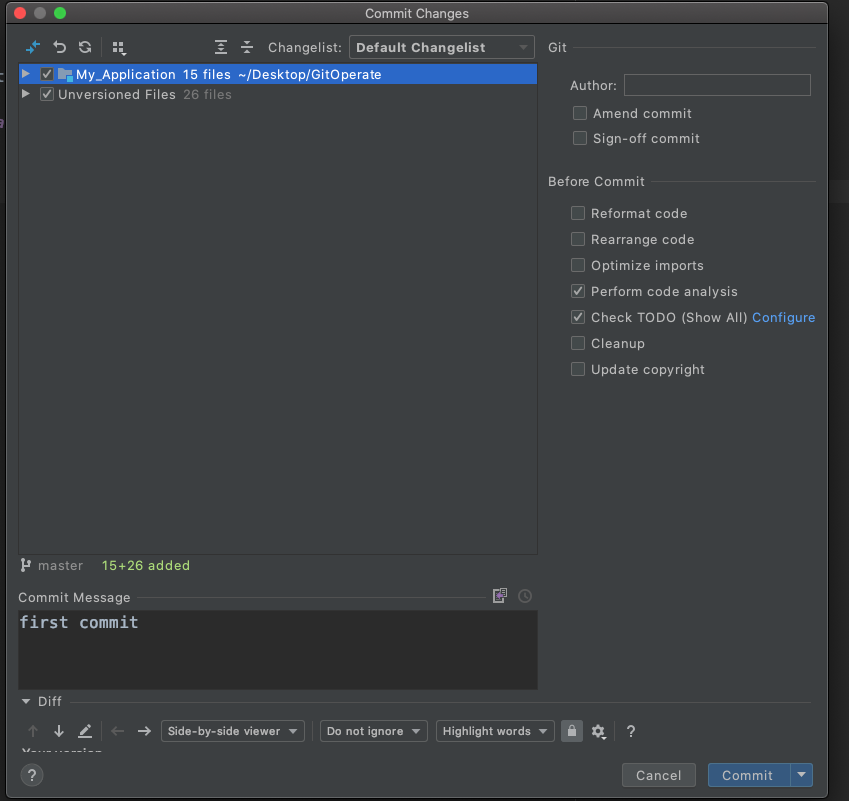 Commit Changes
Changelist: Default Changelist
My_Application 15 files ~/Desktop/GitOperate
Unversioned Files 26 files
Git
Author:
Amend commit
Sign-off commit
Before Commit
Reformat code
Rearrange code
Optimize imports
Perform code analysis
Check TODO (Show All) Configure
Cleanup
Update copyright
master 15+26 added
Commit Message
first commit
Diff
Side-by-side viewer Do not ignore Highlight words ?
Your version
? Cancel Commit